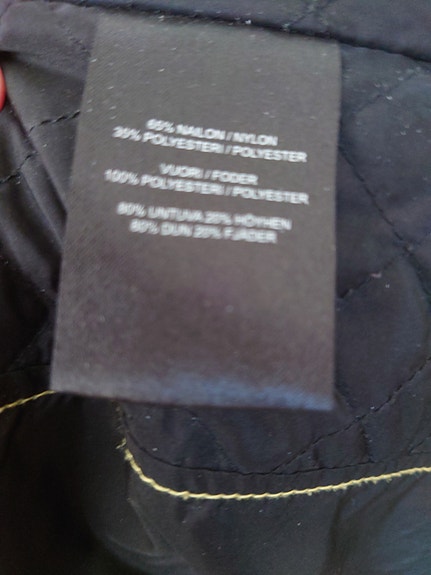 65% NAILON / NYLON
35% POLYESTERI / POLYESTER
VUORI / FODER
100% POLYESTERI / POLYESTER
80% UNTUVA 20% HÖYHEN
80% DUN 20% FJÄDER